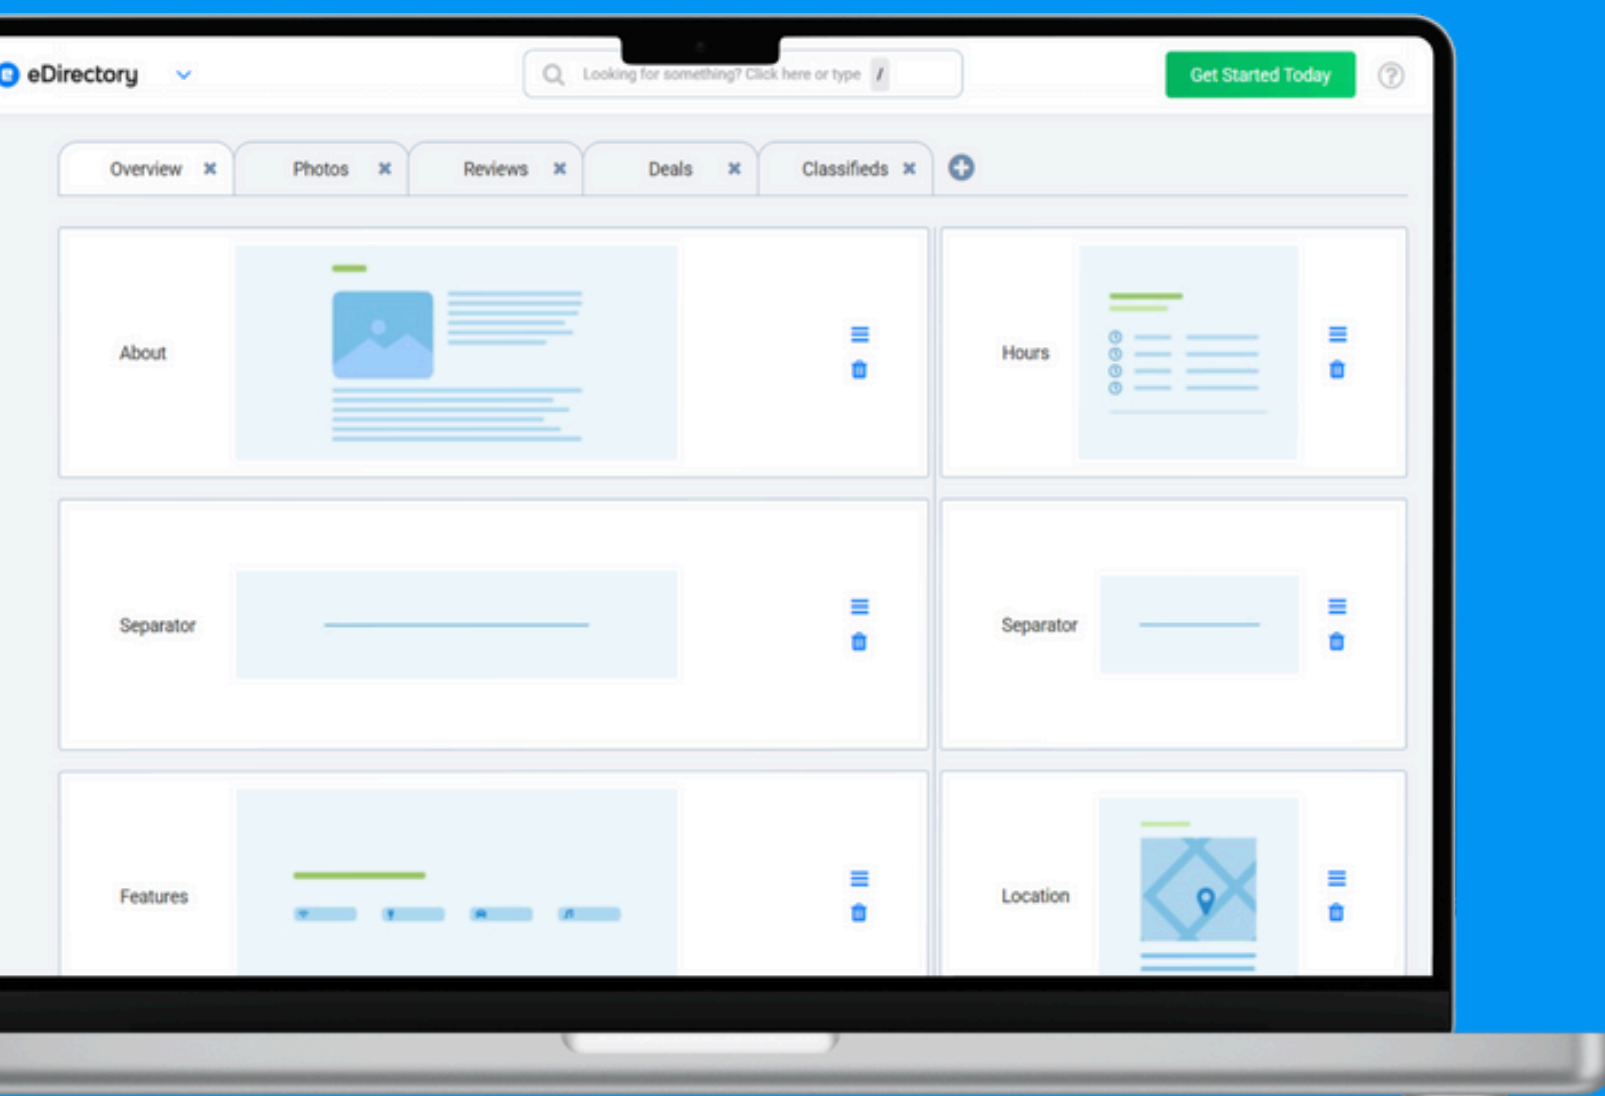 eDirectory
Looking for something? Click here or type /
Get Started Today
Overview
Photos
Reviews
Deals
Classifieds
About
Hours
Separator
Separator
Features
Location